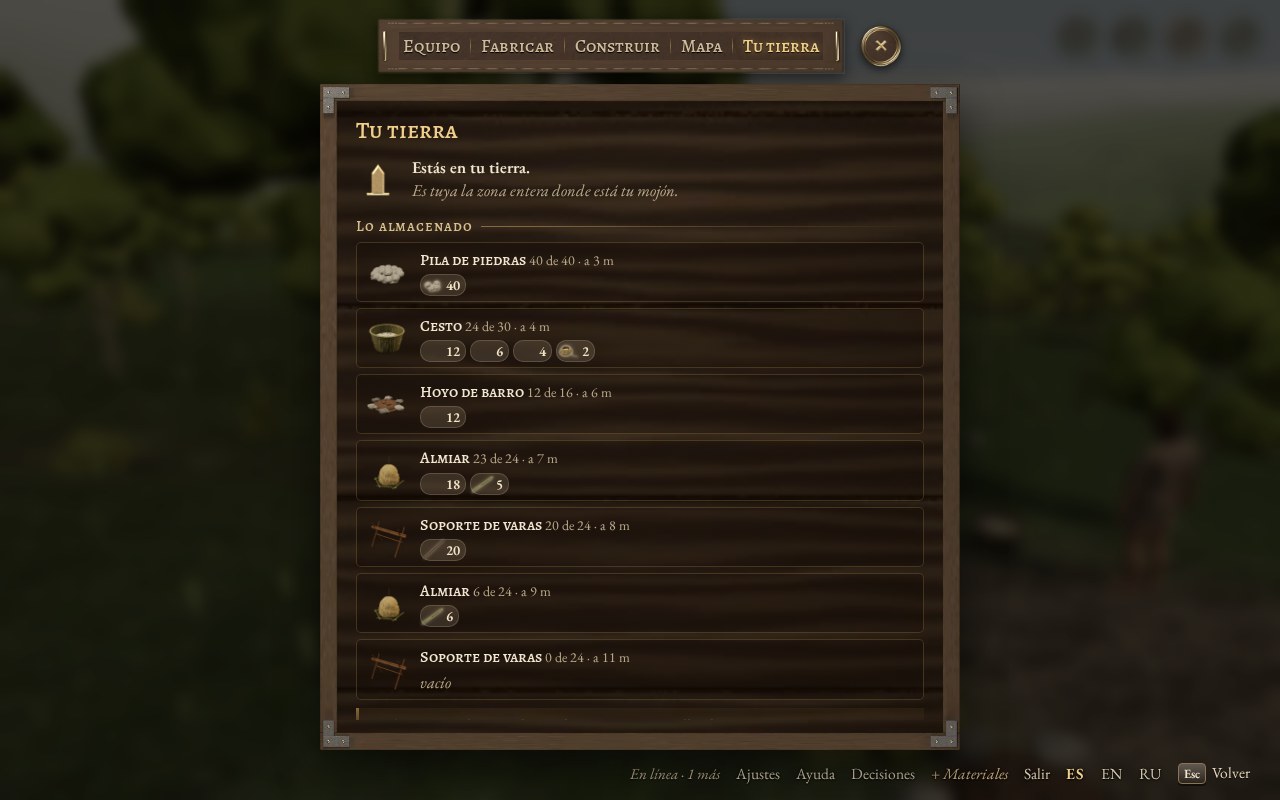 Equipo Fabricar Construir Mapa Tu tierra ×
Tu tierra
Estás en tu tierra.
Es tuya la zona entera donde está tu mojón.
Lo almacenado
Pila de piedras 40 de 40 · a 3 m
40
Cesto 24 de 30 · a 4 m
12 6 4 2
Hoyo de barro 12 de 16 · a 6 m
12
Almiar 23 de 24 · a 7 m
18 5
Soporte de varas 20 de 24 · a 8 m
20
Almiar 6 de 24 · a 9 m
6
Soporte de varas 0 de 24 · a 11 m
vacío
En línea · 1 más Ajustes Ayuda Decisiones + Materiales Salir ES EN RU Esc Volver